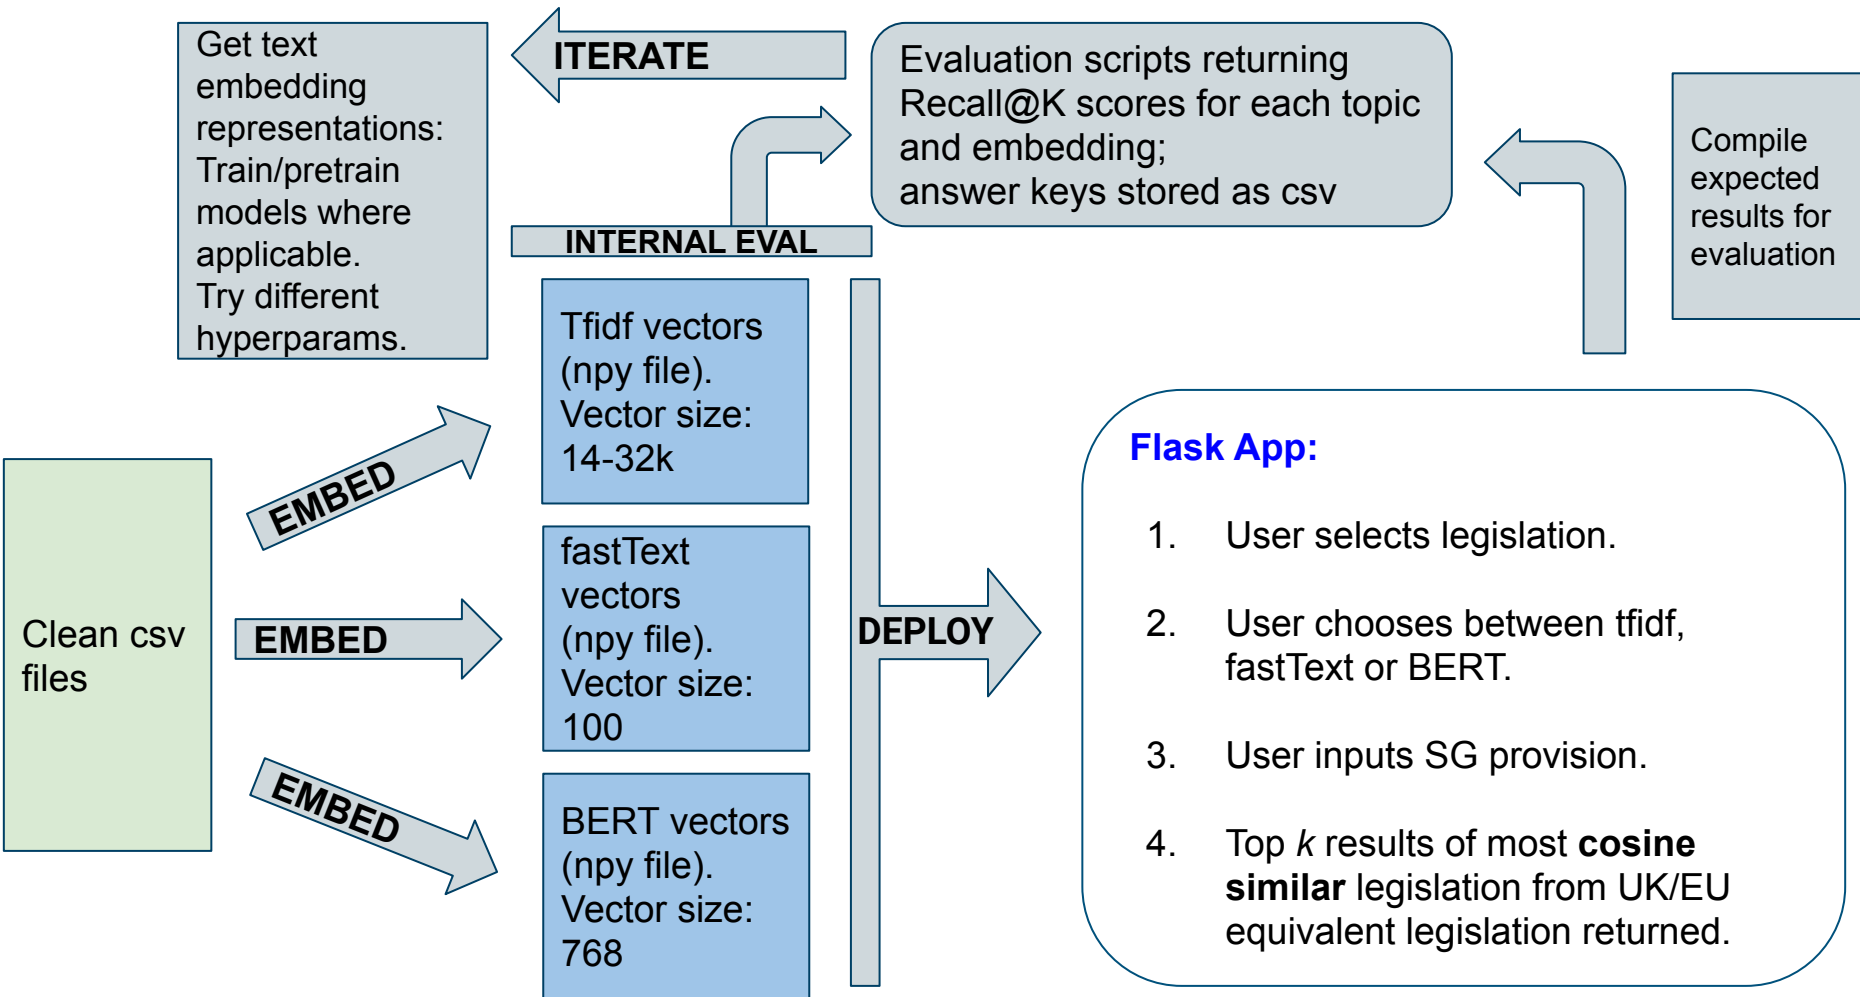 Get text
embedding
representations:
Train/pretrain
models where
applicable.
Try different
hyperparams.
ITERATE
Evaluation scripts returning
Recall@K scores for each topic
and embedding;
answer keys stored as csv
Compile
expected
results for
evaluation
INTERNAL EVAL
Clean csv
files
EMBED
EMBED
EMBED
Tfidf vectors
(npy file).
Vector size:
14-32k
fastText
vectors
(npy file).
Vector size:
100
BERT vectors
(npy file).
Vector size:
768
DEPLOY
Flask App:
1. User selects legislation.
2. User chooses between tfidf,
fastText or BERT.
3. User inputs SG provision.
4. Top k results of most cosine
similar legislation from UK/EU
equivalent legislation returned.